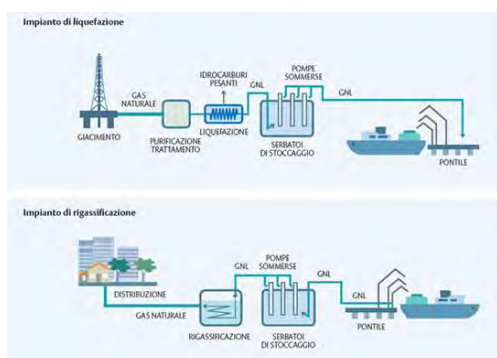 Impianto di liquefazione
GAS
NATURALE
GIACIMENTO
PURIFICAZIONE
TRATTAMENTO
IDROCARBURI
PESANTI
LIQUEFAZIONE
GNL
POMPE
SOMMERSE
SERBATOI
DI STOCCAGGIO
GNL
PONTILE
Impianto di rigassificazione
DISTRIBUZIONE
GAS NATURALE
RIGASSIFICAZIONE
GNL
POMPE
SOMMERSE
SERBATOI
DI STOCCAGGIO
GNL
GNL
PONTILE